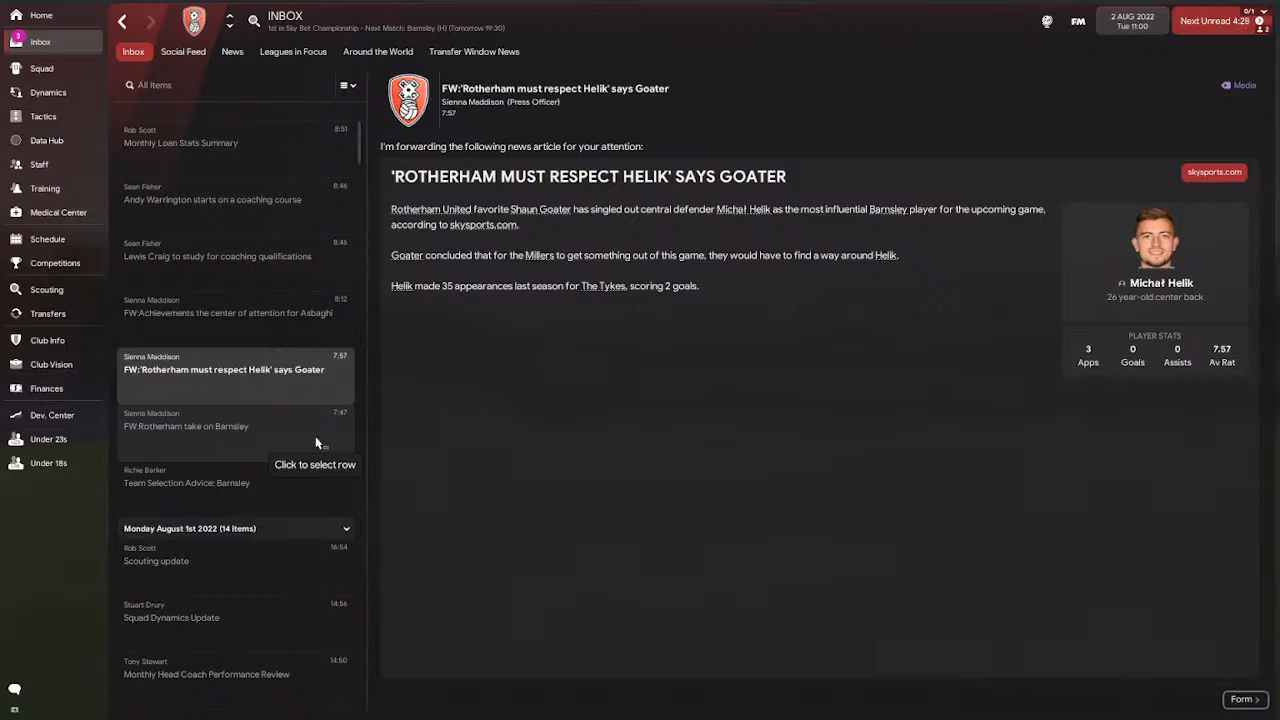 Home
3
Inbox
Squad
Dynamics
Tactics
Data Hub
Staff
Training
Medical Center
Schedule
Competitions
Scouting
Transfers
Club Info
Club Vision
Finances
Dev. Center
Under 23s
Under 18s
INBOX
1st in Sky Bet Championship - Next Match: Barnsley (H) (Tomorrow 19:30)
FM
2 AUG 2022
Tue 11:00
Next Unread 4:28
0/1
2
Inbox
Social Feed
News
Leagues in Focus
Around the World
Transfer Window News
All Items
Rob Scott
8:51
Monthly Loan Stats Summary
Sean Fisher
8:46
Andy Warrington starts on a coaching course
Sean Fisher
8:46
Lewis Craig to study for coaching qualifications
Sienna Maddison
8:12
FW:Achievements the center of attention for Asbaghi
Sienna Maddison
7:57
FW:'Rotherham must respect Helik' says Goater
Sienna Maddison
7:47
FW:Rotherham take on Barnsley
Click to select row
Richie Barker
Team Selection Advice: Barnsley
Monday August 1st 2022 (14 items)
Rob Scott
16:54
Scouting update
Stuart Drury
14:56
Squad Dynamics Update
Tony Stewart
14:50
Monthly Head Coach Performance Review
FW:'Rotherham must respect Helik' says Goater
Sienna Maddison (Press Officer)
7:57
Media
I'm forwarding the following news article for your attention:
'ROTHERHAM MUST RESPECT HELIK' SAYS GOATER
skysports.com
Rotherham United favorite Shaun Goater has singled out central defender Michał Helik as the most influential Barnsley player for the upcoming game,
according to skysports.com.
Goater concluded that for the Millers to get something out of this game, they would have to find a way around Helik.
Helik made 35 appearances last season for The Tykes, scoring 2 goals.
Michał Helik
26 year-old center back
PLAYER STATS
3 0 0 7.57
Apps Goals Assists Av Rat
Form